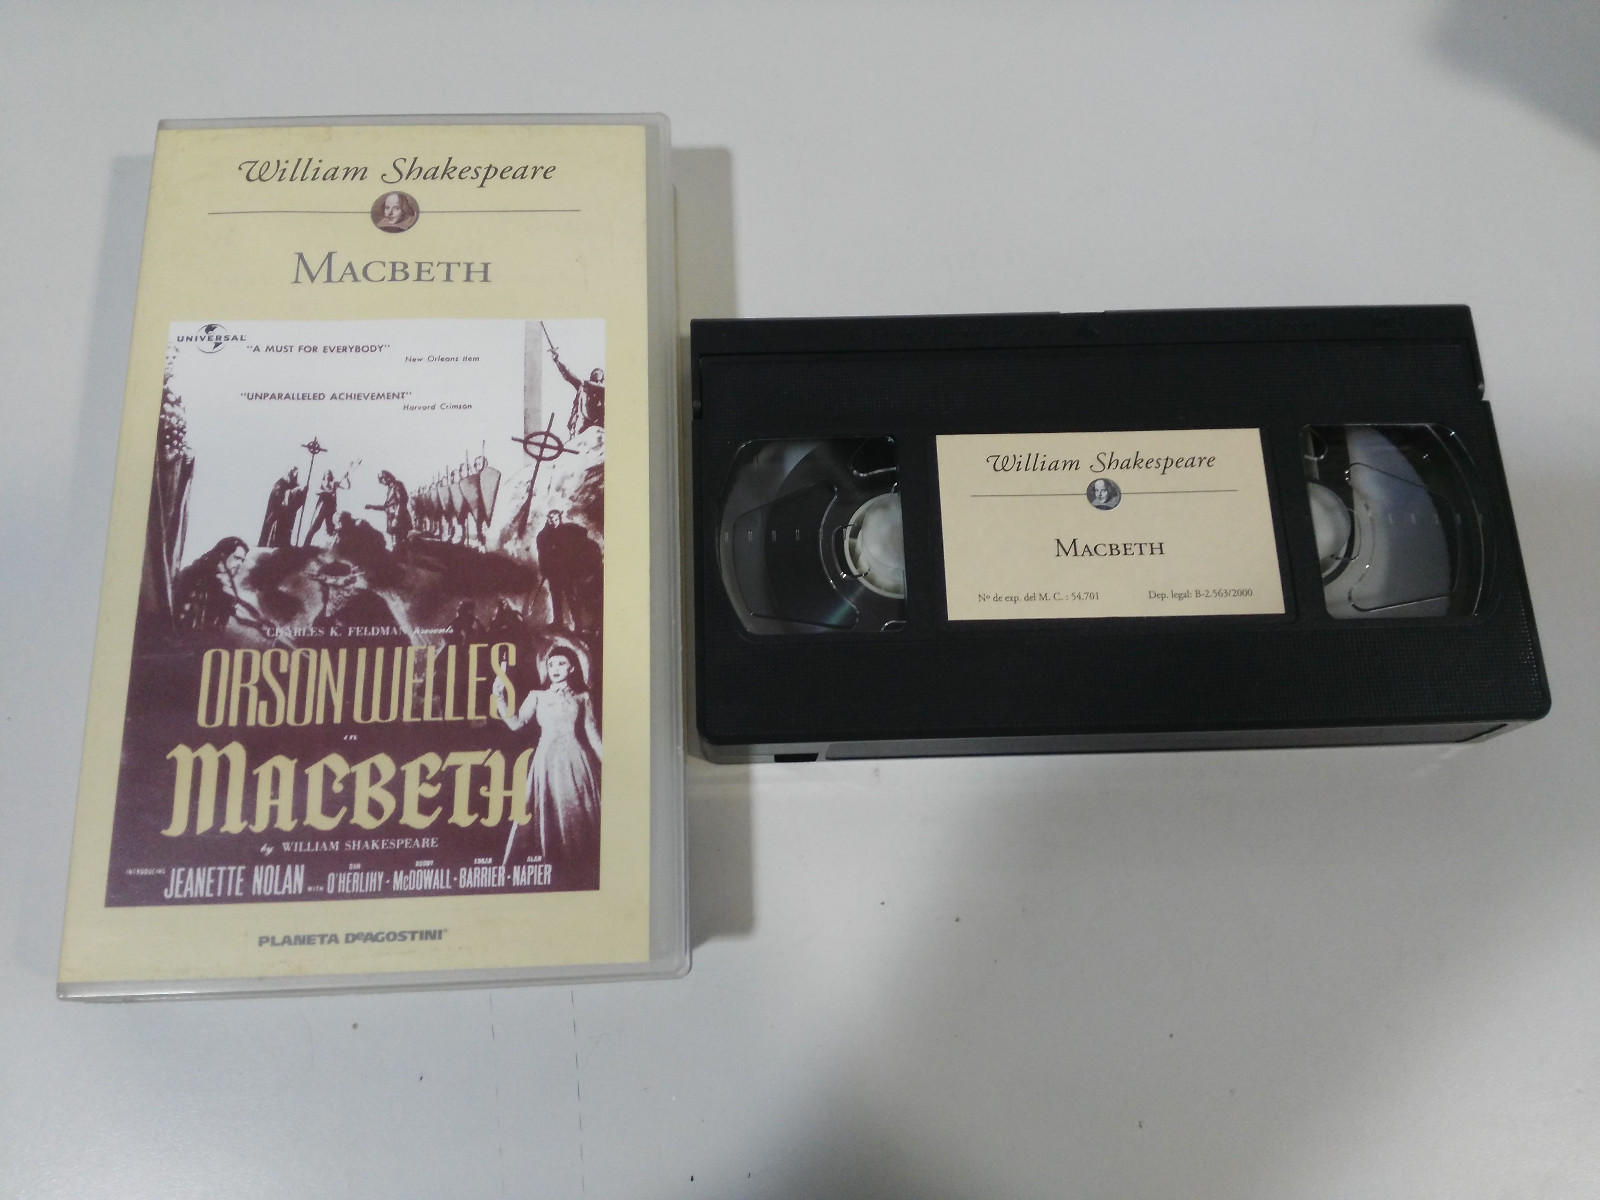 William Shakespeare
MACBETH
UNIVERSAL
"A MUST FOR EVERYBODY"
New Orleans Item
"UNPARALLELED ACHIEVEMENT"
Harvard Crimson
CHARLES K. FELDMAN presents
ORSON WELLES
in
MACBETH
by WILLIAM SHAKESPEARE
INTRODUCING JEANETTE NOLAN WITH DAN O'HERLIHY · RODDY McDOWALL · EDGAR BARRIER · ALAN NAPIER
PLANETA DeAGOSTINI
William Shakespeare
MACBETH
Nº de exp. del M. C. : 54.701 Dep. legal: B-2.563/2000